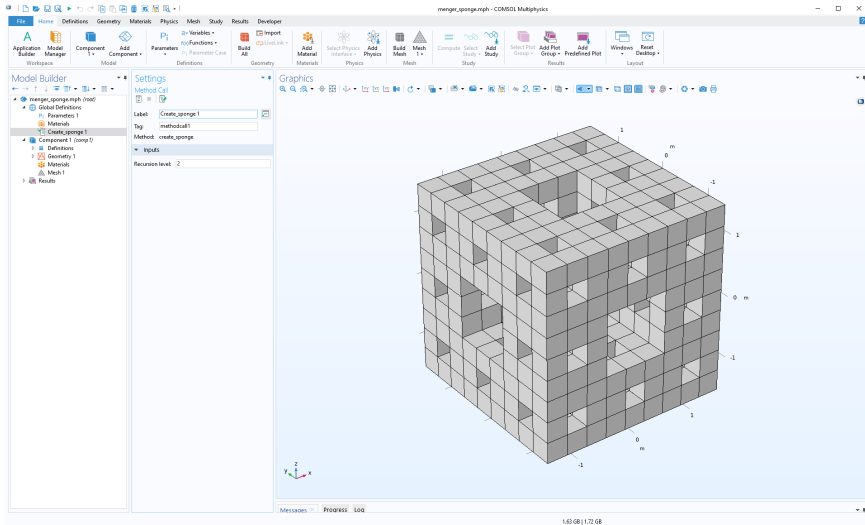 menger_sponge.mph - COMSOL Multiphysics
File Home Definitions Geometry Materials Physics Mesh Study Results Developer
Application Builder
Model Manager
Workspace
Component 1
Add Component
Model
Parameters
a= Variables
f(x) Functions
Pi Parameter Case
Definitions
Build All
Import
LiveLink
Geometry
Add Material
Materials
Select Physics Interface
Add Physics
Physics
Build Mesh
Mesh 1
Mesh
Compute
Select Study
Add Study
Study
Select Plot Group
Add Plot Group
Add Predefined Plot
Results
Windows
Reset Desktop
Layout
Model Builder
menger_sponge.mph (root)
Global Definitions
Pi Parameters 1
Materials
Create_sponge 1
Component 1 (comp1)
Definitions
Geometry 1
Materials
Mesh 1
Results
Settings
Method Call
Label: Create_sponge 1
Tag: methodcall1
Method: create_sponge
Inputs
Recursion level: 2
Graphics
1
m
0
-1
1
0 m
-1
1
0
m
-1
z
y x
Messages Progress Log
1.63 GB | 1.72 GB